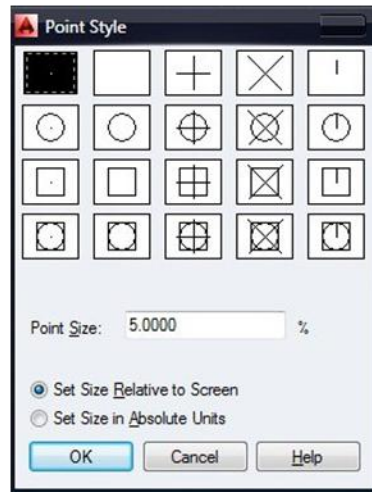 Point Style
Point Size: 5.0000 %
Set Size Relative to Screen
Set Size in Absolute Units
OK Cancel Help